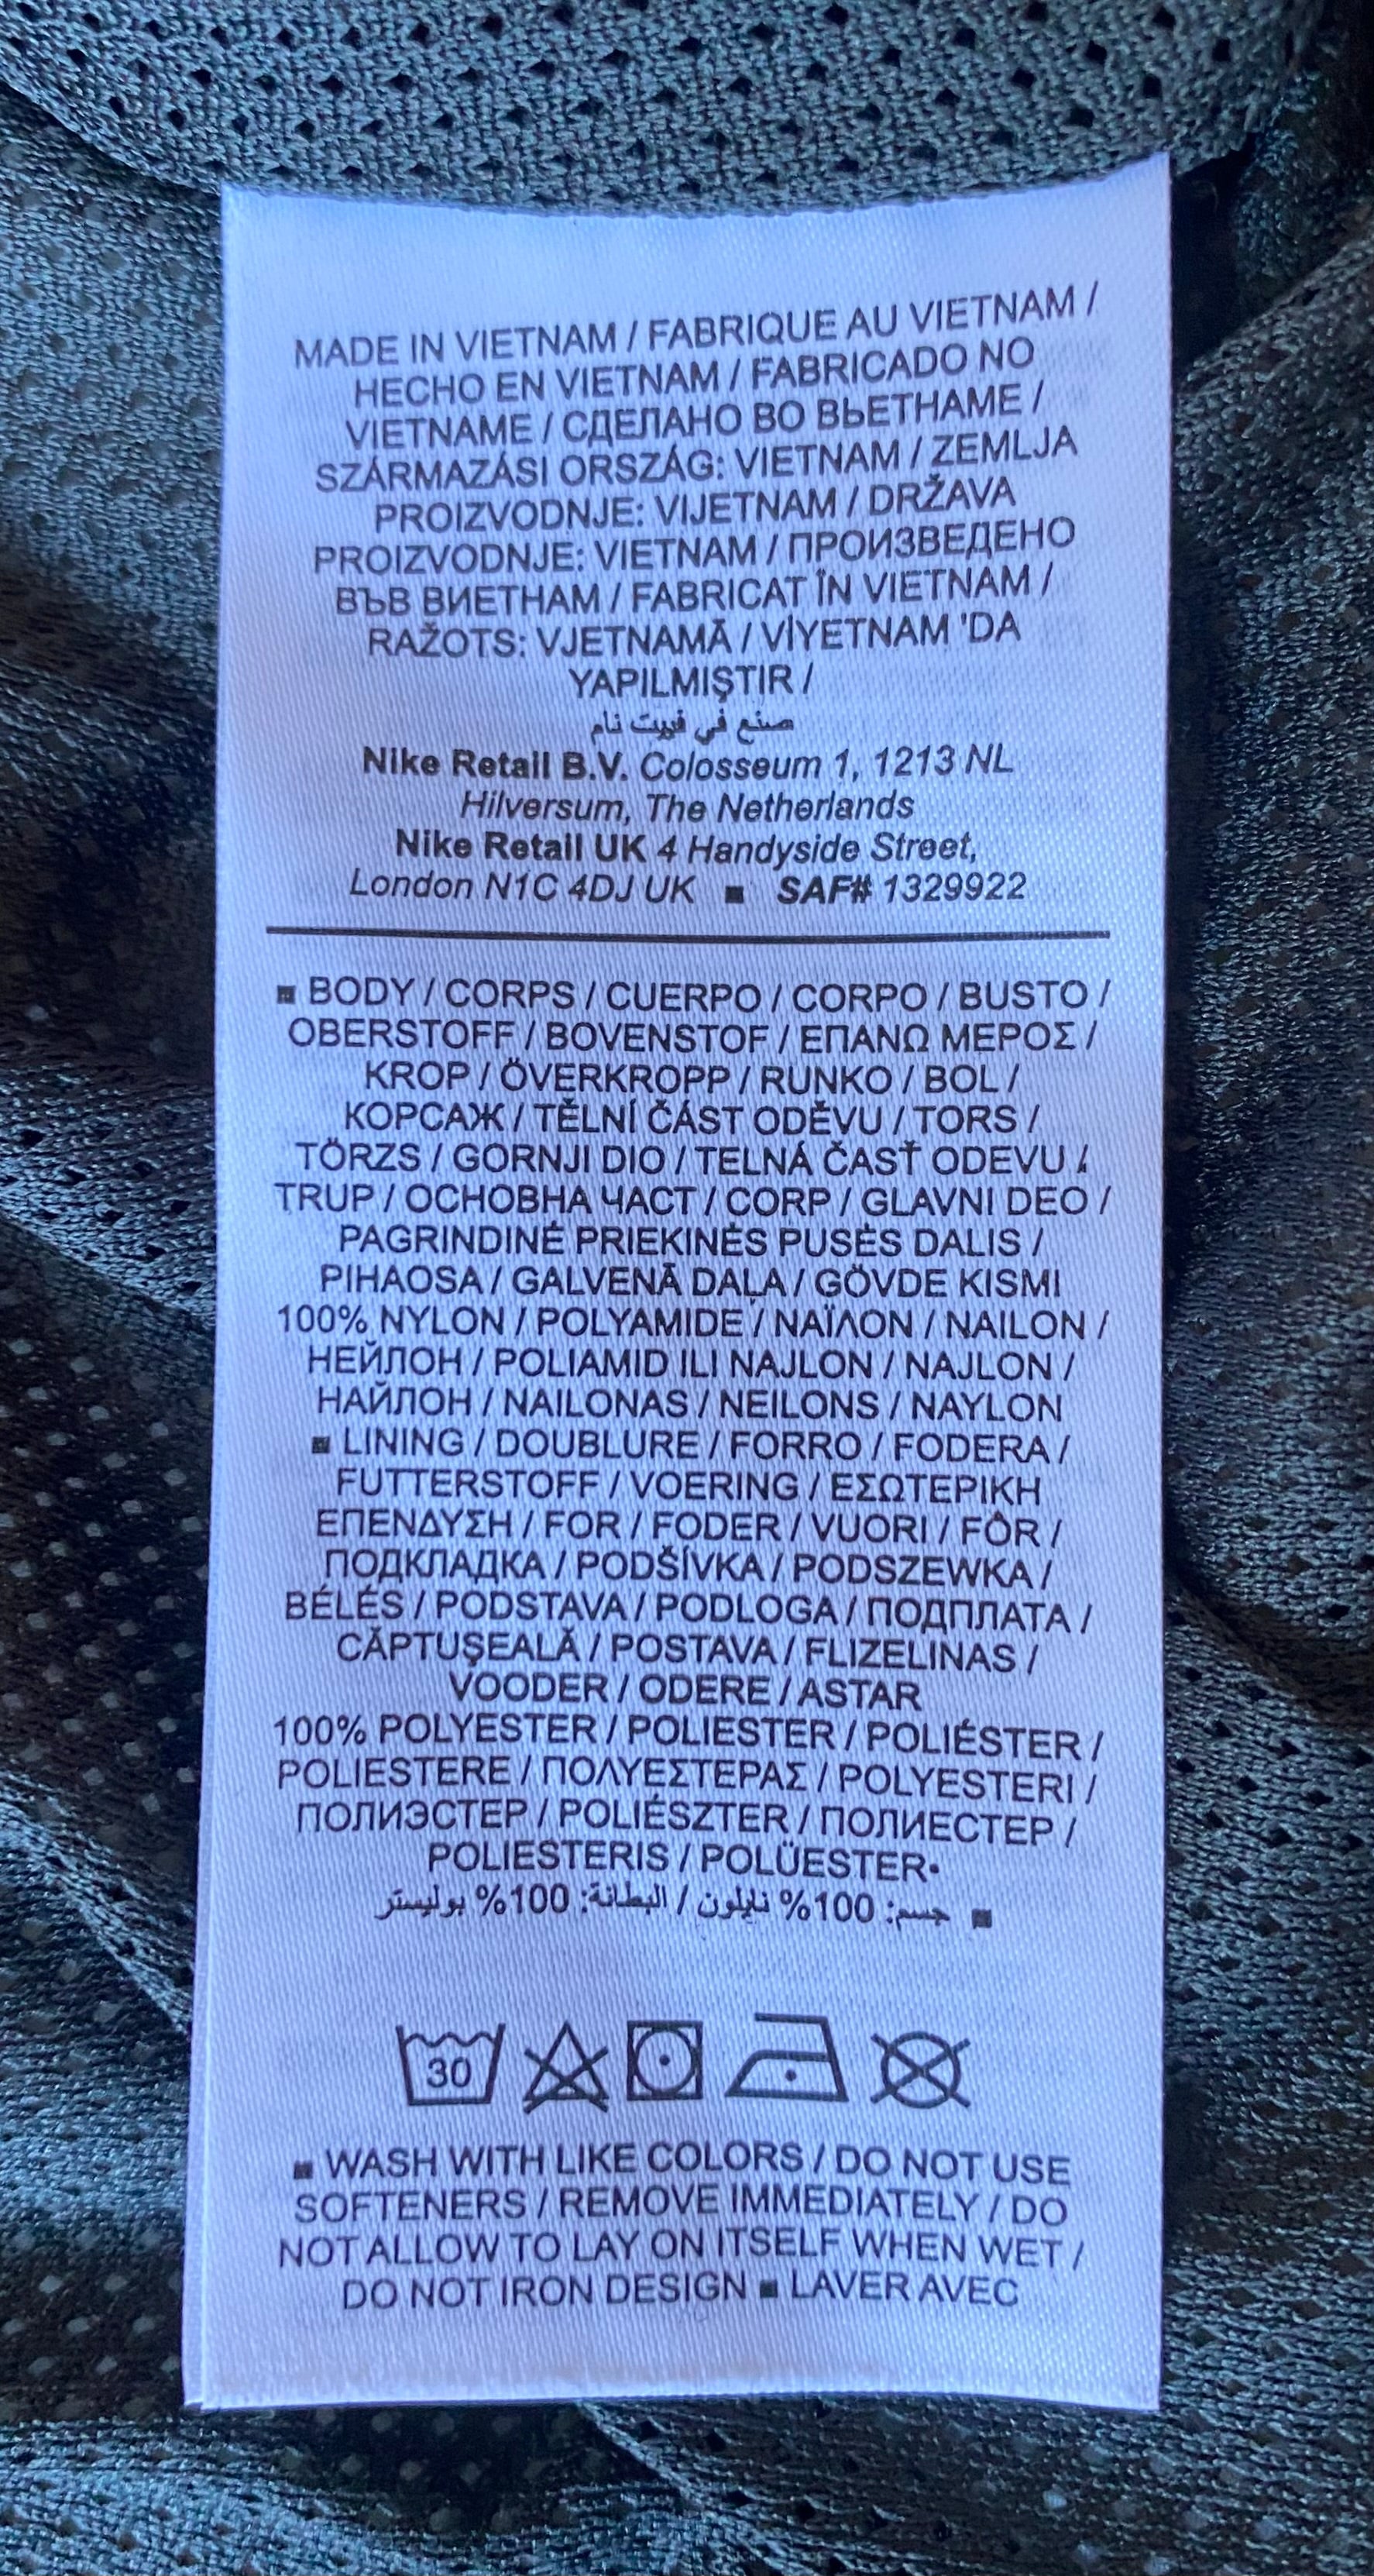 MADE IN VIETNAM / FABRIQUE AU VIETNAM /
HECHO EN VIETNAM / FABRICADO NO
VIETNAME / СДЕЛАНО ВО ВЬЕТНАМЕ /
SZÁRMAZÁSI ORSZÁG: VIETNAM / ZEMLJA
PROIZVODNJE: VIJETNAM / DRŽAVA
PROIZVODNJE: VIETNAM / ПРОИЗВЕДЕНО
ВЪВ ВИЕТНАМ / FABRICAT ÎN VIETNAM /
RAŽOTS: VJETNAMĀ / VİYETNAM 'DA
YAPILMIŞTIR /
صنع في فييت نام
Nike Retail B.V. Colosseum 1, 1213 NL
Hilversum, The Netherlands
Nike Retail UK 4 Handyside Street,
London N1C 4DJ UK ■ SAF# 1329922
■ BODY / CORPS / CUERPO / CORPO / BUSTO /
OBERSTOFF / BOVENSTOF / ΕΠΑΝΩ ΜΕΡΟΣ /
KROP / ÖVERKROPP / RUNKO / BOL /
КОРСАЖ / TĚLNÍ ČÁST ODĚVU / TORS /
TÖRZS / GORNJI DIO / TELNÁ ČASŤ ODEVU /
TRUP / ОСНОВНА ЧАСТ / CORP / GLAVNI DEO /
PAGRINDINĖ PRIEKINĖS PUSĖS DALIS /
PIHAOSA / GALVENĀ DAĻA / GÖVDE KISMI
100% NYLON / POLYAMIDE / ΝΑΪΛΟΝ / NAILON /
НЕЙЛОН / POLIAMID ILI NAJLON / NAJLON /
НАЙЛОН / NAILONAS / NEILONS / NAYLON
■ LINING / DOUBLURE / FORRO / FODERA /
FUTTERSTOFF / VOERING / ΕΣΩΤΕΡΙΚΗ
ΕΠΕΝΔΥΣΗ / FOR / FODER / VUORI / FÔR /
ПОДКЛАДКА / PODŠÍVKA / PODSZEWKA /
BÉLÉS / PODSTAVA / PODLOGA / ПОДПЛАТА /
CĂPTUȘEALĂ / POSTAVA / FLIZELINAS /
VOODER / ODERE / ASTAR
100% POLYESTER / POLIESTER / POLIÉSTER /
POLIESTERE / ΠΟΛΥΕΣΤΕΡΑΣ / POLYESTERI /
ПОЛИЭСТЕР / POLIÉSZTER / ПОЛИЕСТЕР /
POLIESTERIS / POLÜESTER•
■ جسم: 100% نايلون / البطانة: 100% بوليستر
30
■ WASH WITH LIKE COLORS / DO NOT USE
SOFTENERS / REMOVE IMMEDIATELY / DO
NOT ALLOW TO LAY ON ITSELF WHEN WET /
DO NOT IRON DESIGN ■ LAVER AVEC